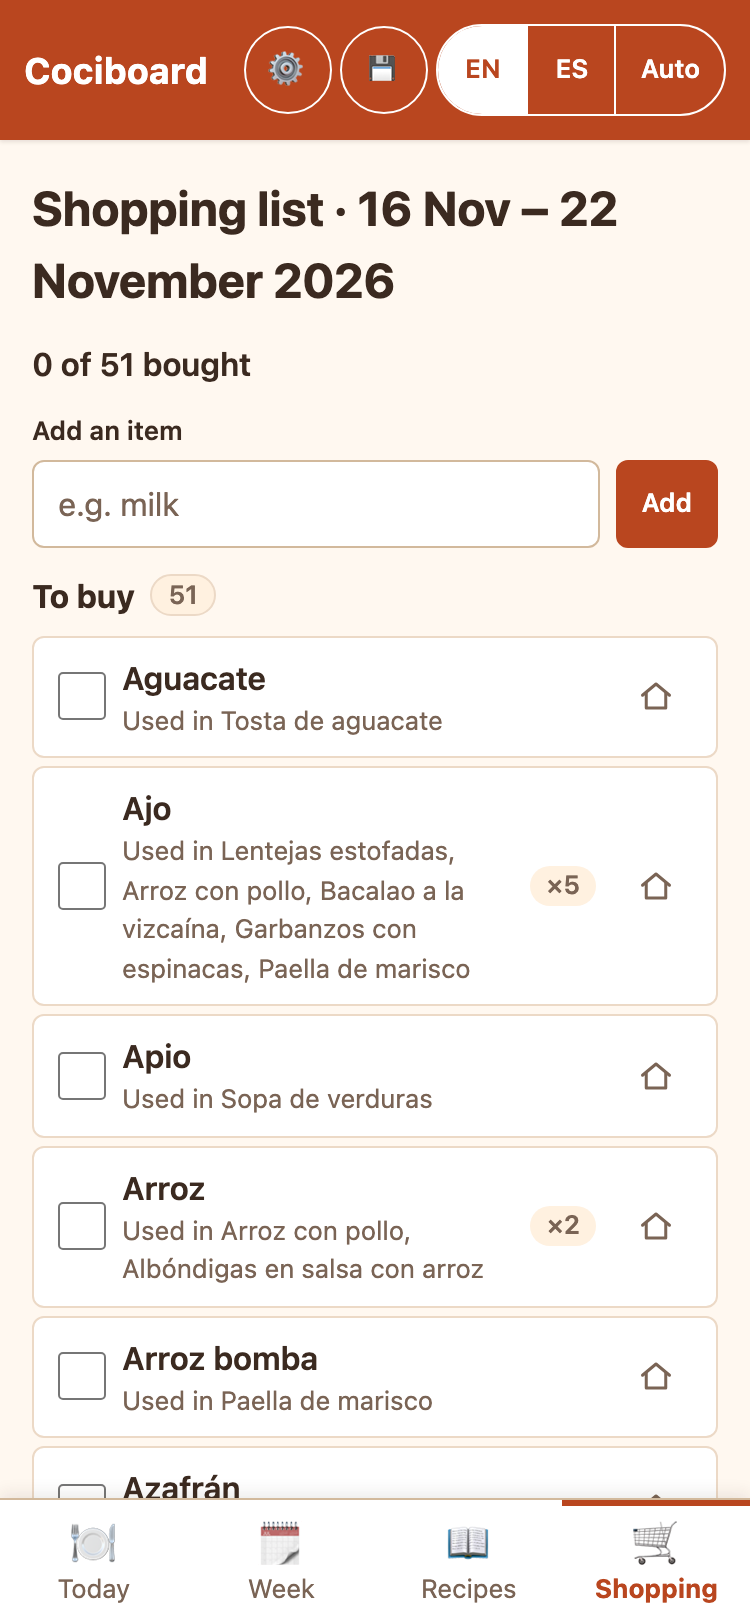 Cociboard
EN
ES
Auto
Shopping list · 16 Nov – 22
November 2026
0 of 51 bought
Add an item
e.g. milk
Add
To buy 51
Aguacate
Used in Tosta de aguacate
Ajo
Used in Lentejas estofadas,
Arroz con pollo, Bacalao a la
vizcaína, Garbanzos con
espinacas, Paella de marisco
×5
Apio
Used in Sopa de verduras
Arroz
Used in Arroz con pollo,
Albóndigas en salsa con arroz
×2
Arroz bomba
Used in Paella de marisco
Azafrán
Today
Week
Recipes
Shopping